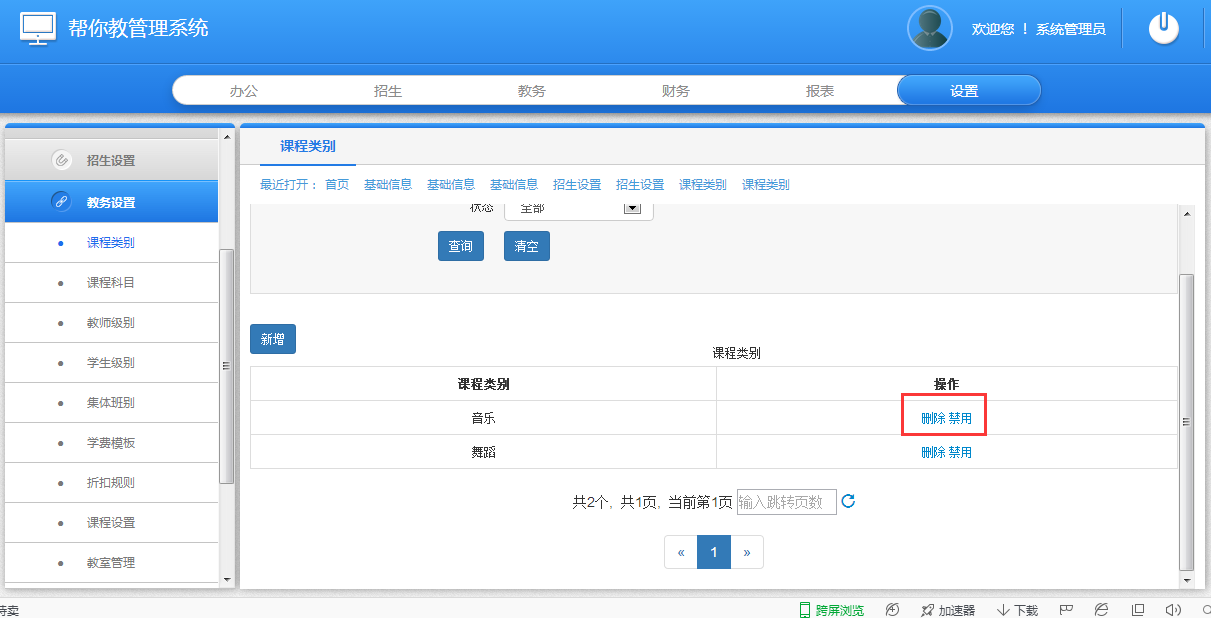 帮你教管理系统
欢迎您 ！ 系统管理员
办公 招生 教务 财务 报表 设置
招生设置
教务设置
课程类别
课程科目
教师级别
学生级别
集体班别
学费模板
折扣规则
课程设置
教室管理
课程类别
最近打开： 首页 基础信息 基础信息 基础信息 招生设置 招生设置 课程类别 课程类别
状态 全部
查询 清空
新增
课程类别
课程类别 操作
音乐 删除 禁用
舞蹈 删除 禁用
共2个, 共1页, 当前第1页 输入跳转页数
« 1 »
跨屏浏览 加速器 下载